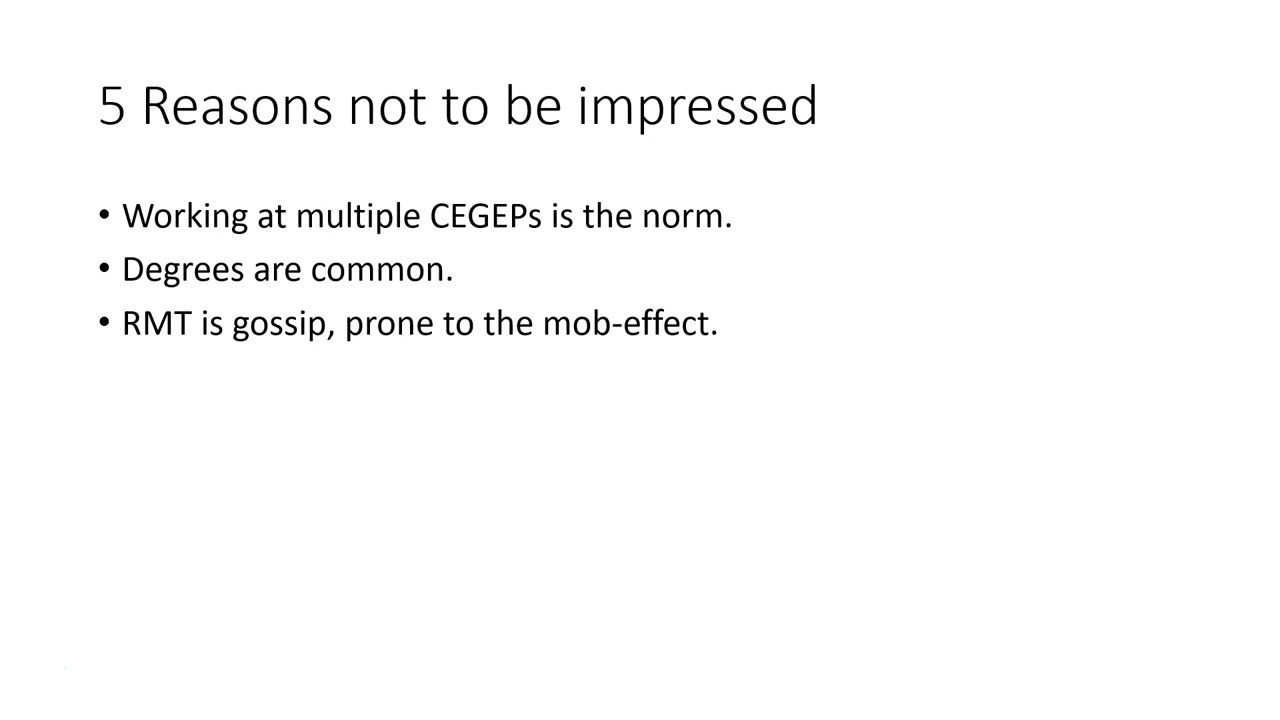 5 Reasons not to be impressed
• Working at multiple CEGEPs is the norm.
• Degrees are common.
• RMT is gossip, prone to the mob-effect.